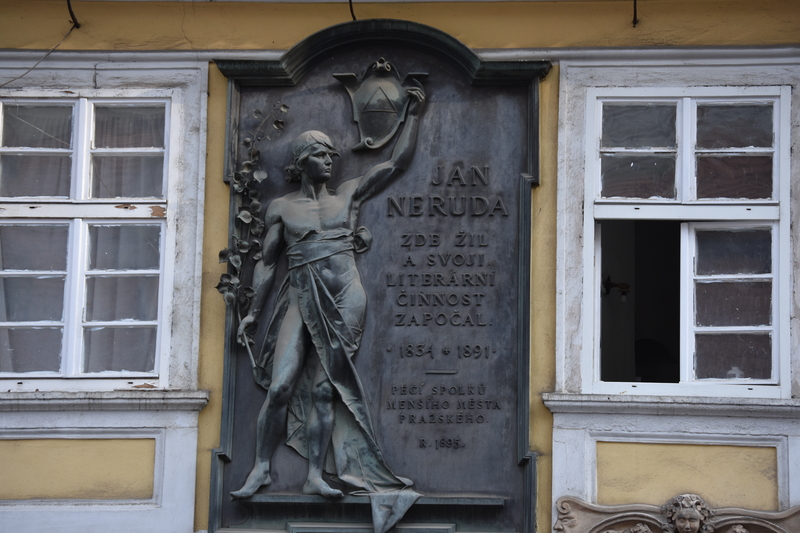 JAN
NERUDA
ZDE ŽIL
A SVOJI
LITERÁRNÍ
ČINNOST
ZAPOČAL.
· 1834 * 1891 ·
PÉČÍ SPOLKŮ
MENŠÍHO MĚSTA
PRAŽSKÉHO.
R. 1895.